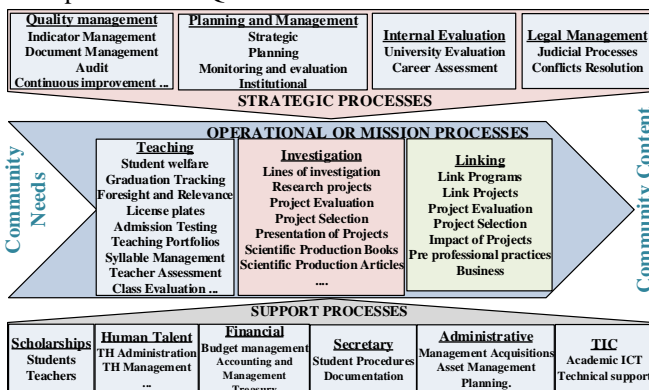 Quality management
Indicator Management
Document Management
Audit
Continuous improvement ...
Planning and Management
Strategic
Planning
Monitoring and evaluation
Institutional
Internal Evaluation
University Evaluation
Career Assessment
Legal Management
Judicial Processes
Conflicts Resolution
STRATEGIC PROCESSES
Community
Needs
OPERATIONAL OR MISSION PROCESSES
Teaching
Student welfare
Graduation Tracking
Foresight and Relevance
License plates
Admission Testing
Teaching Portfolios
Syllable Management
Teacher Assessment
Class Evaluation ...
Investigation
Lines of investigation
Research projects
Project Evaluation
Project Selection
Presentation of Projects
Scientific Production Books
Scientific Production Articles
....
Linking
Link Programs
Link Projects
Project Evaluation
Project Selection
Impact of Projects
Pre professional practices
Business
Community Content
SUPPORT PROCESSES
Scholarships
Students
Teachers
Human Talent
TH Administration
TH Management
...
Financial
Budget management
Accounting and
Management
Treasury
Secretary
Student Procedures
Documentation
Administrative
Management Acquisitions
Asset Management
Planning.
TIC
Academic ICT
Technical support